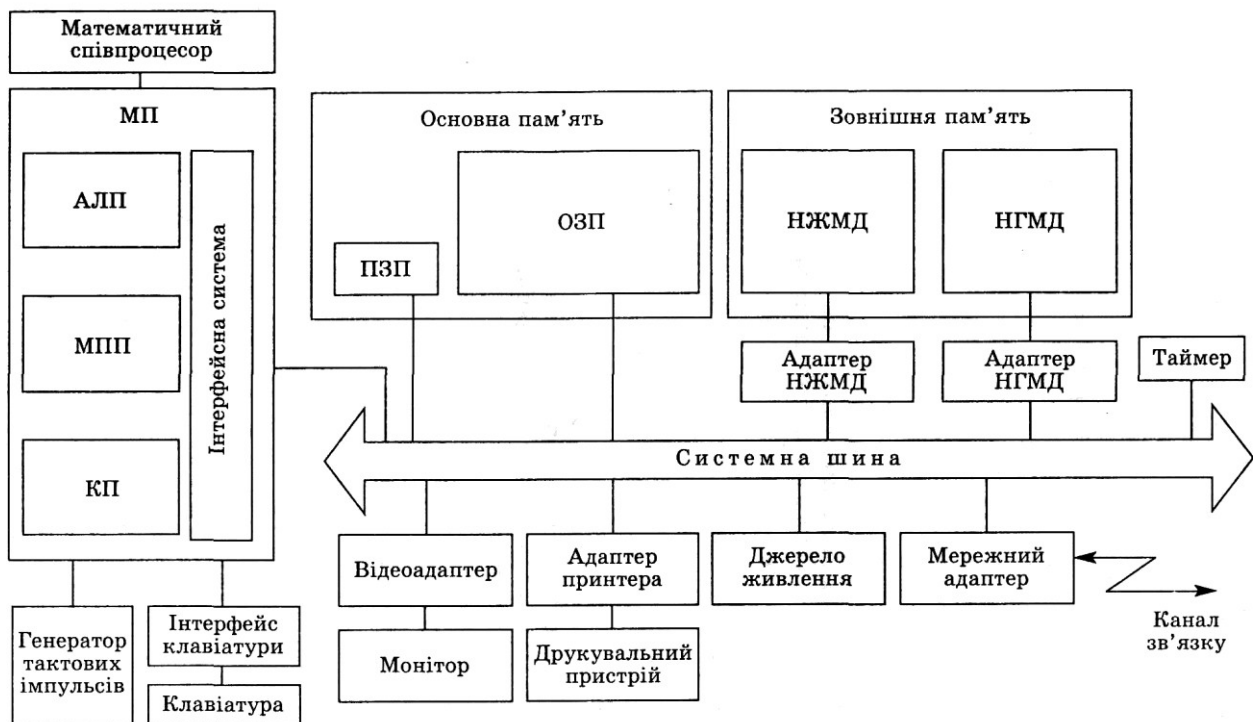 Математичний
співпроцесор
МП
АЛП
МПП
КП
Інтерфейсна система
Генератор
тактових
імпульсів
Інтерфейс
клавіатури
Клавіатура
Основна пам’ять
ПЗП
ОЗП
Зовнішня пам’ять
НЖМД
НГМД
Адаптер
НЖМД
Адаптер
НГМД
Таймер
Системна шина
Відеоадаптер
Монітор
Адаптер
принтера
Друкувальний
пристрій
Джерело
живлення
Мережний
адаптер
Канал
зв’язку